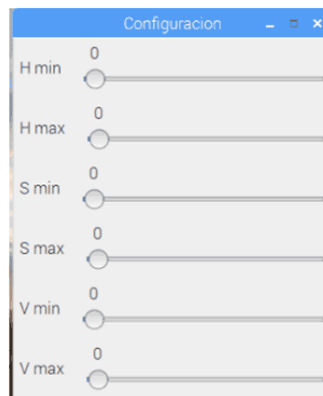 Configuracion
0
H min
0
H max
0
S min
0
S max
0
V min
0
V max